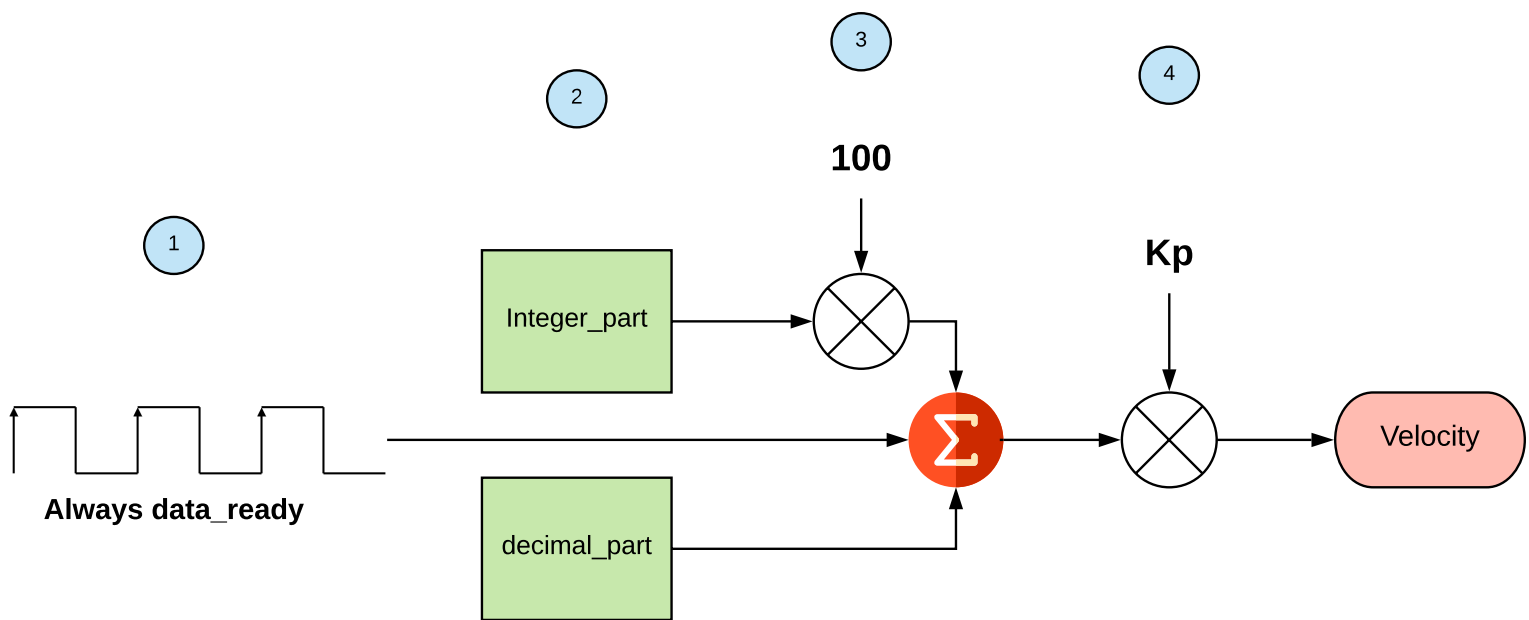 3
4
2
100
1
Kp
Integer_part
Σ
Velocity
Always data_ready
decimal_part